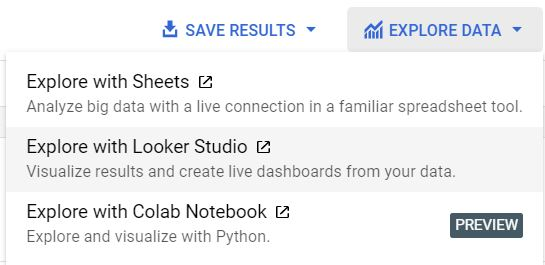 SAVE RESULTS EXPLORE DATA
Explore with Sheets
Analyze big data with a live connection in a familiar spreadsheet tool.
Explore with Looker Studio
Visualize results and create live dashboards from your data.
Explore with Colab Notebook
PREVIEW
Explore and visualize with Python.